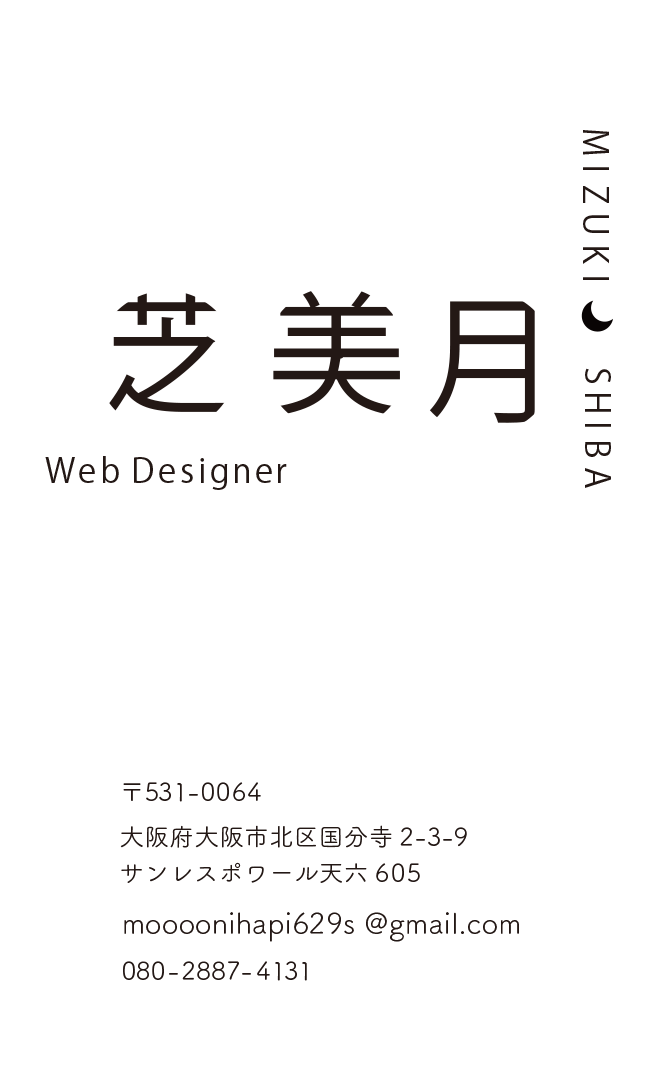 芝 美月
MIZUKI SHIBA
Web Designer
〒531-0064
大阪府大阪市北区国分寺 2-3-9
サンレスポワール天六 605
moooonihapi629s @gmail.com
080-2887-4131